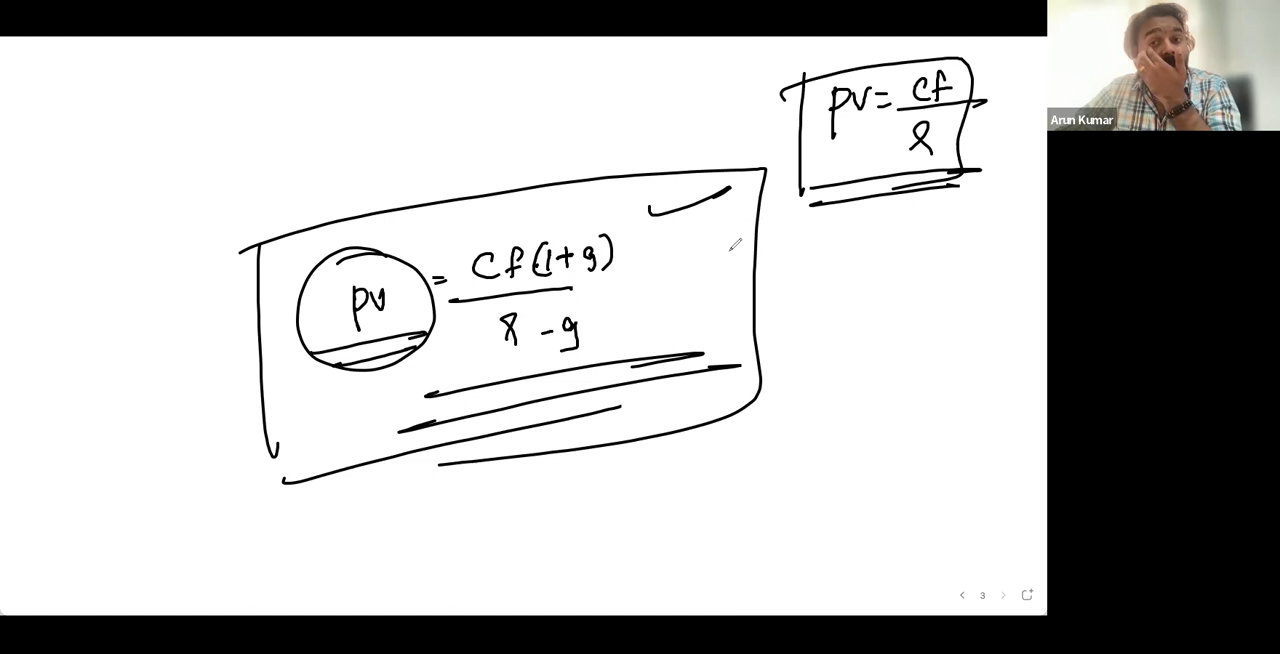 PV = CF
r
PV = CF(1+g)
r - g
Arun Kumar
3